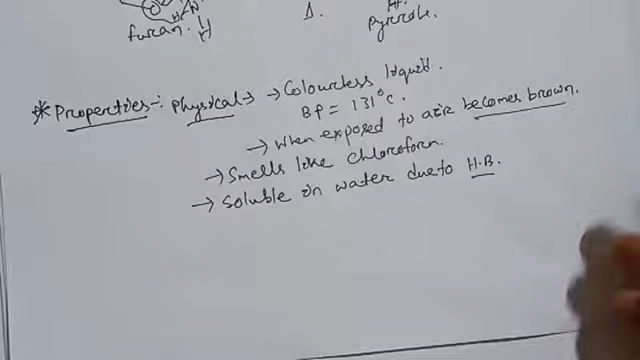 N
H
H
furan.
Δ.
H.
Pyrrole.
* Properties:- Physical → → Colourless liquid.
BP = 131°C.
→ When exposed to air becomes brown.
→ Smells like chloroform.
→ Soluble in water due to H.B.